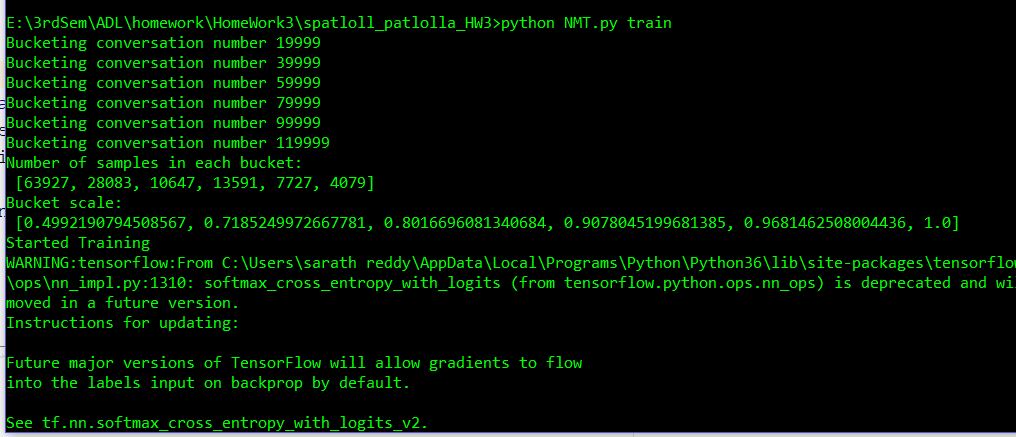 E:\3rdSem\ADL\homework\HomeWork3\spatloll_patlolla_HW3>python NMT.py train
Bucketing conversation number 19999
Bucketing conversation number 39999
Bucketing conversation number 59999
Bucketing conversation number 79999
Bucketing conversation number 99999
Bucketing conversation number 119999
Number of samples in each bucket:
[63927, 28083, 10647, 13591, 7727, 4079]
Bucket scale:
[0.4992190794508567, 0.7185249972667781, 0.8016696081340684, 0.9078045199681385, 0.9681462508004436, 1.0]
Started Training
WARNING:tensorflow:From C:\Users\sarath reddy\AppData\Local\Programs\Python\Python36\lib\site-packages\tensorflow
\ops\nn_impl.py:1310: softmax_cross_entropy_with_logits (from tensorflow.python.ops.nn_ops) is deprecated and wi
moved in a future version.
Instructions for updating:
Future major versions of TensorFlow will allow gradients to flow
into the labels input on backprop by default.
See tf.nn.softmax_cross_entropy_with_logits_v2.